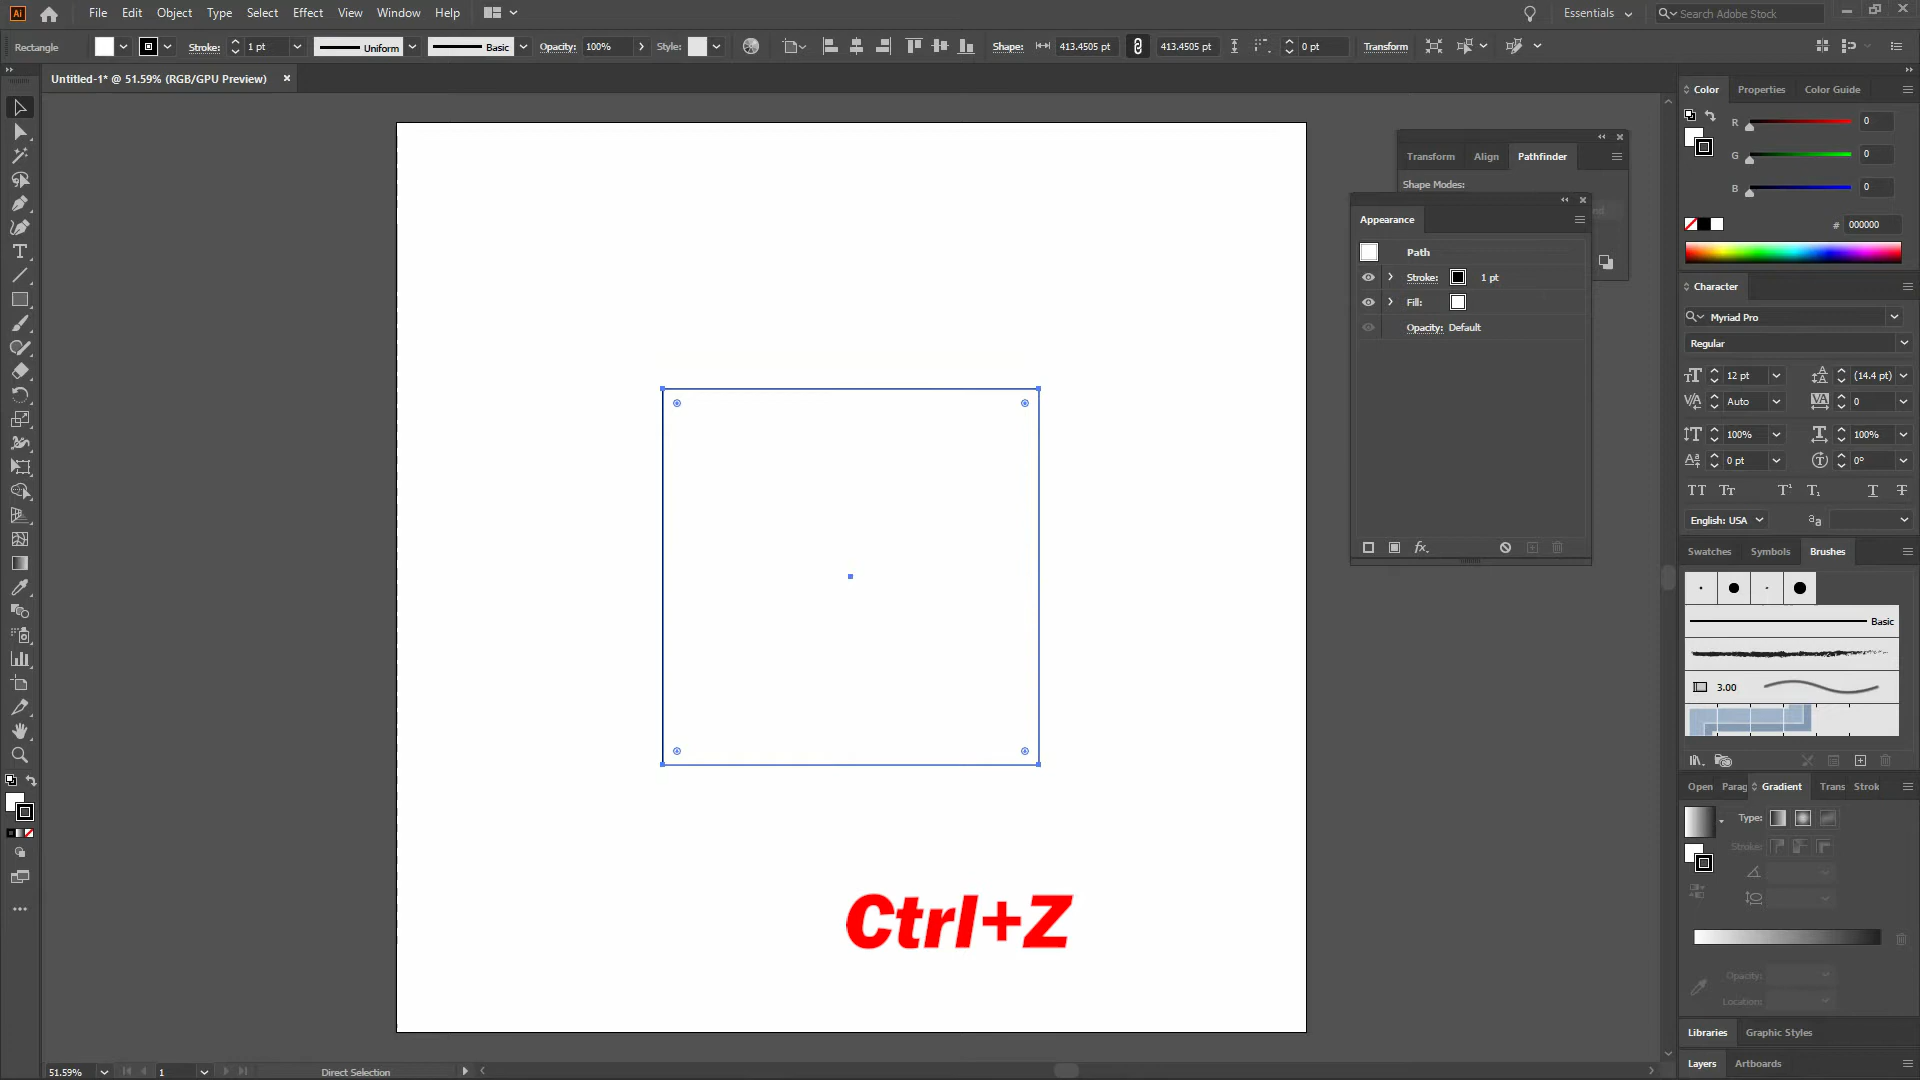 Ai File Edit Object Type Select Effect View Window Help Essentials Search Adobe Stock
Rectangle Stroke: 1 pt Uniform Basic Opacity: 100% Style: Shape: 413.4505 pt 413.4505 pt 0 pt Transform
Untitled-1* @ 51.59% (RGB/GPU Preview)
Color Properties Color Guide
R 0
G 0
B 0
# 000000
Transform Align Pathfinder
Shape Modes:
Appearance
Path
Stroke: 1 pt
Fill:
Opacity: Default
fx.
Character
Myriad Pro
Regular
12 pt (14.4 pt)
Auto 0
100% 100%
0 pt 0°
English: USA
Swatches Symbols Brushes
Basic
3.00
Open Parag Gradient Trans Strok
Type:
Stroke:
Opacity:
Location:
Ctrl+Z
Libraries Graphic Styles
Layers Artboards
51.59% 1 Direct Selection